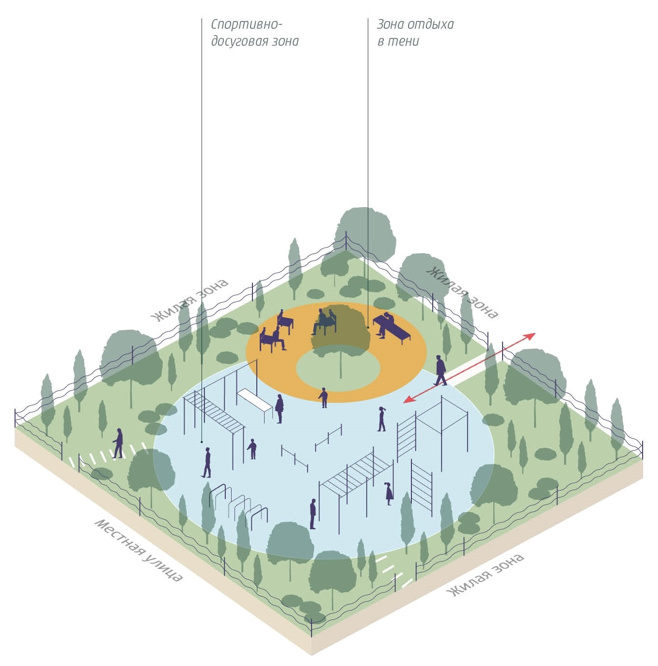 Спортивно-
досуговая зона
Зона отдыха
в тени
Жилая зона
Жилая зона
Местная улица
Жилая зона